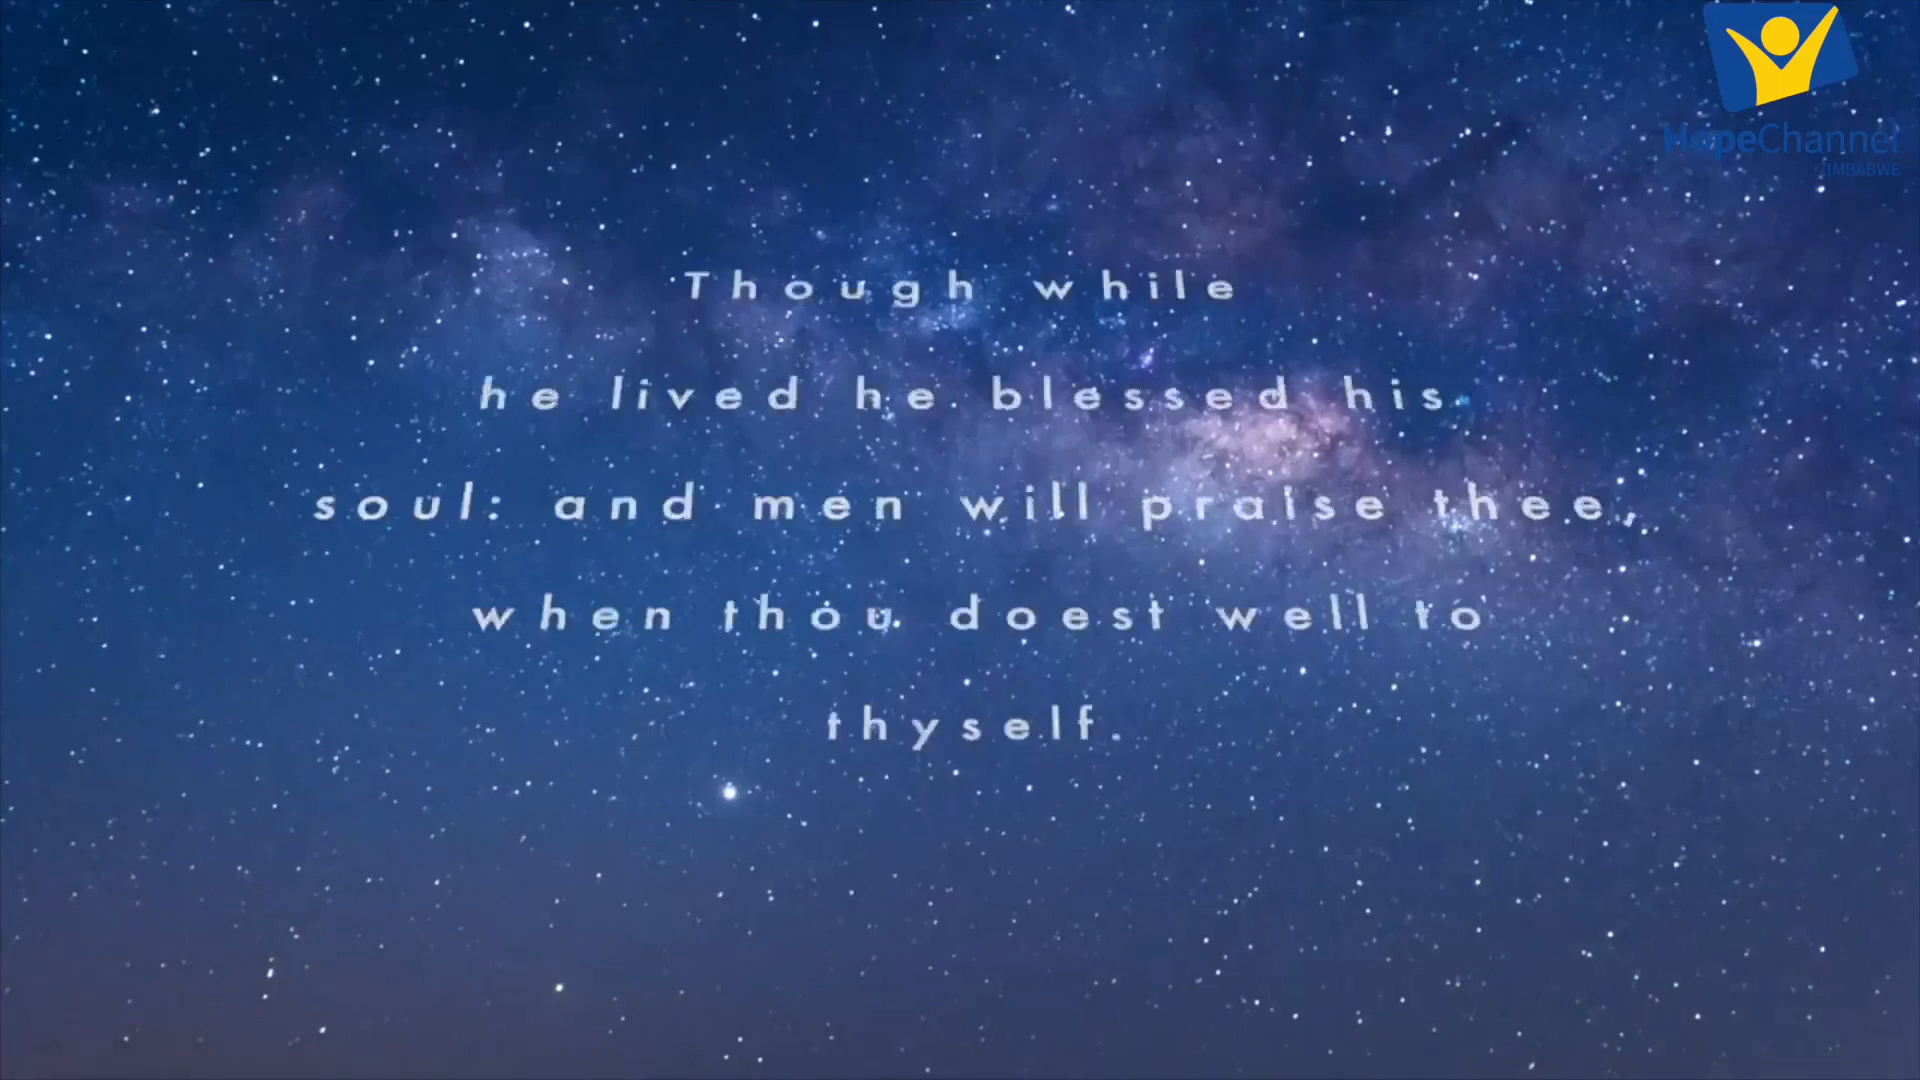 HopeChannel
ZIMBABWE
Though while
he lived he blessed his
soul: and men will praise thee,
when thou doest well to
thyself.